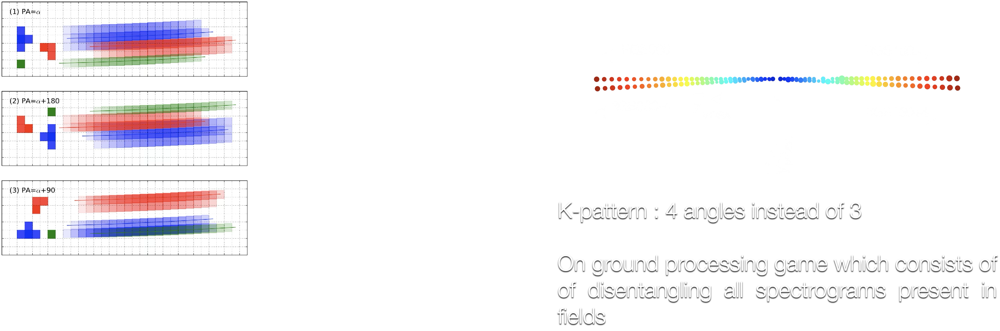 (1) PA=α
(2) PA=α+180
(3) PA=α+90
K-pattern : 4 angles instead of 3
On ground processing game which consists of
of disentangling all spectrograms present in
fields